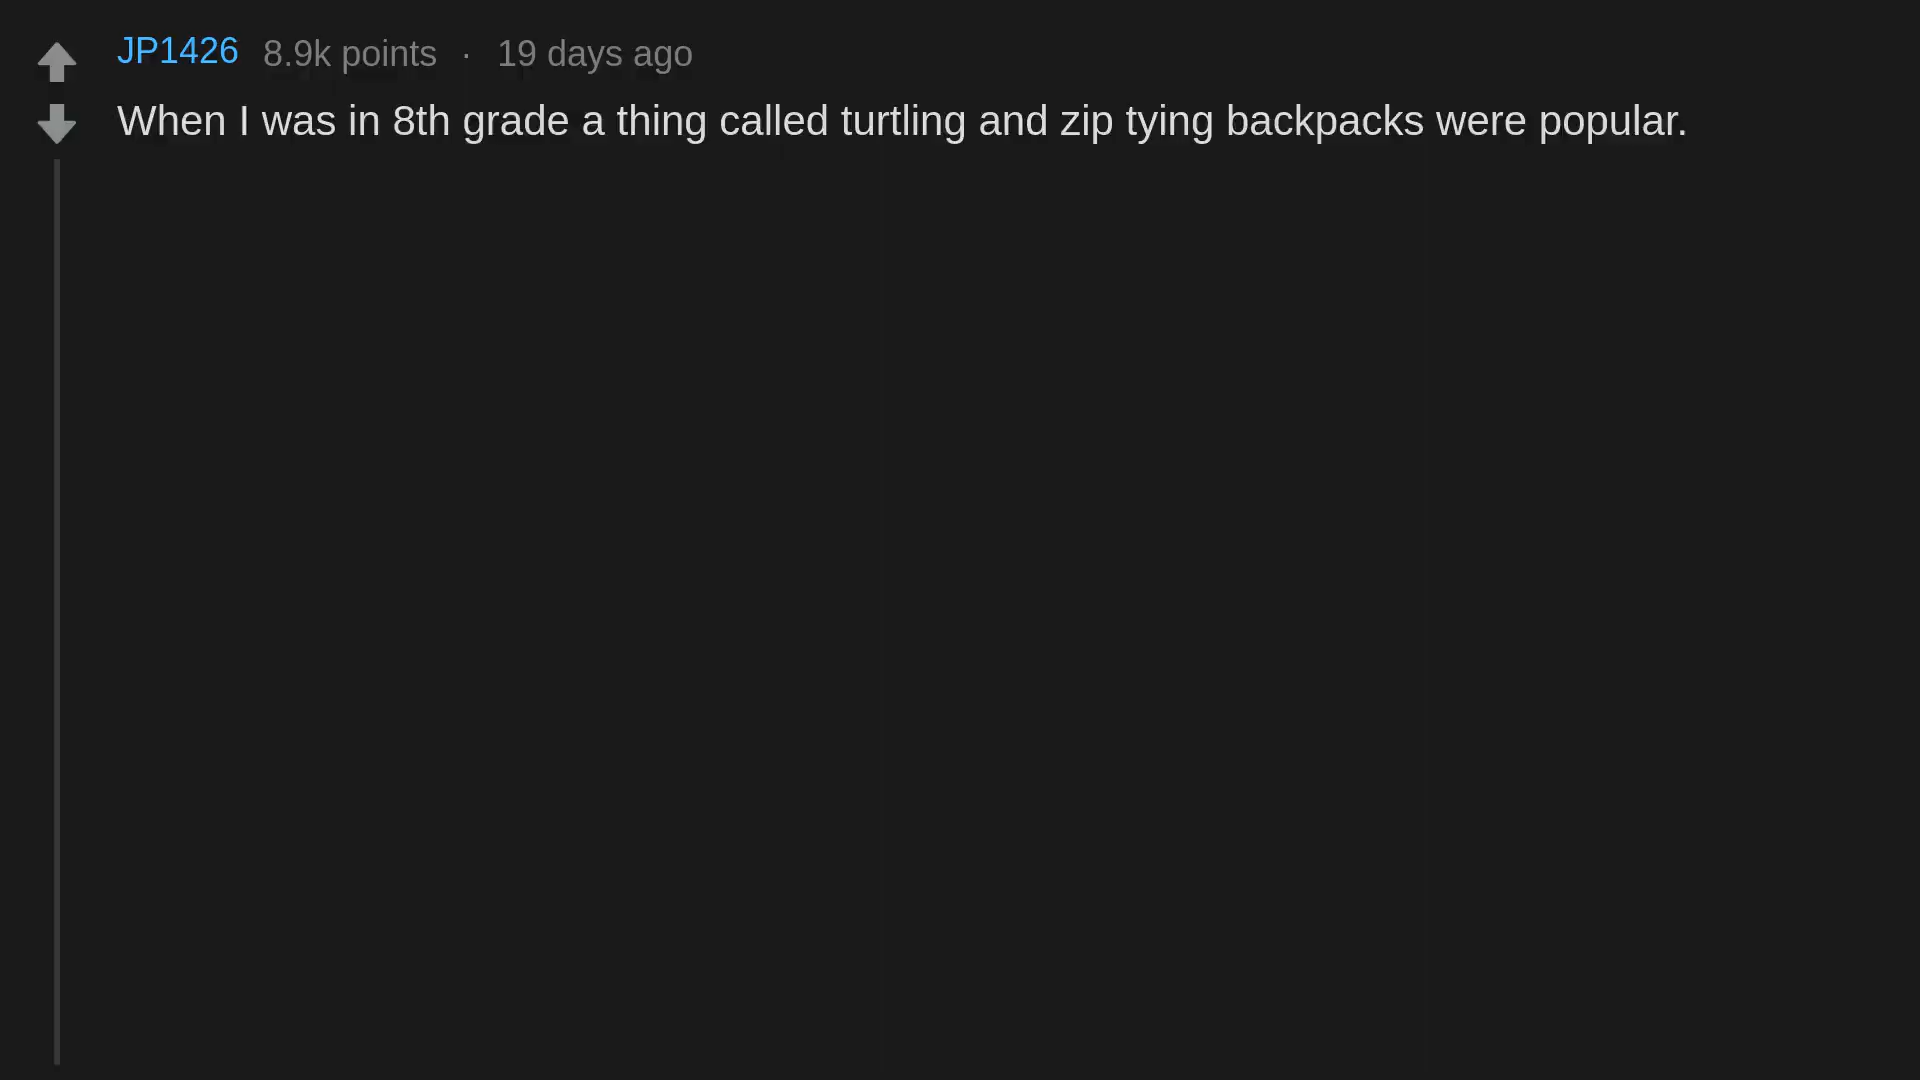 JP1426 8.9k points · 19 days ago
When I was in 8th grade a thing called turtling and zip tying backpacks were popular.